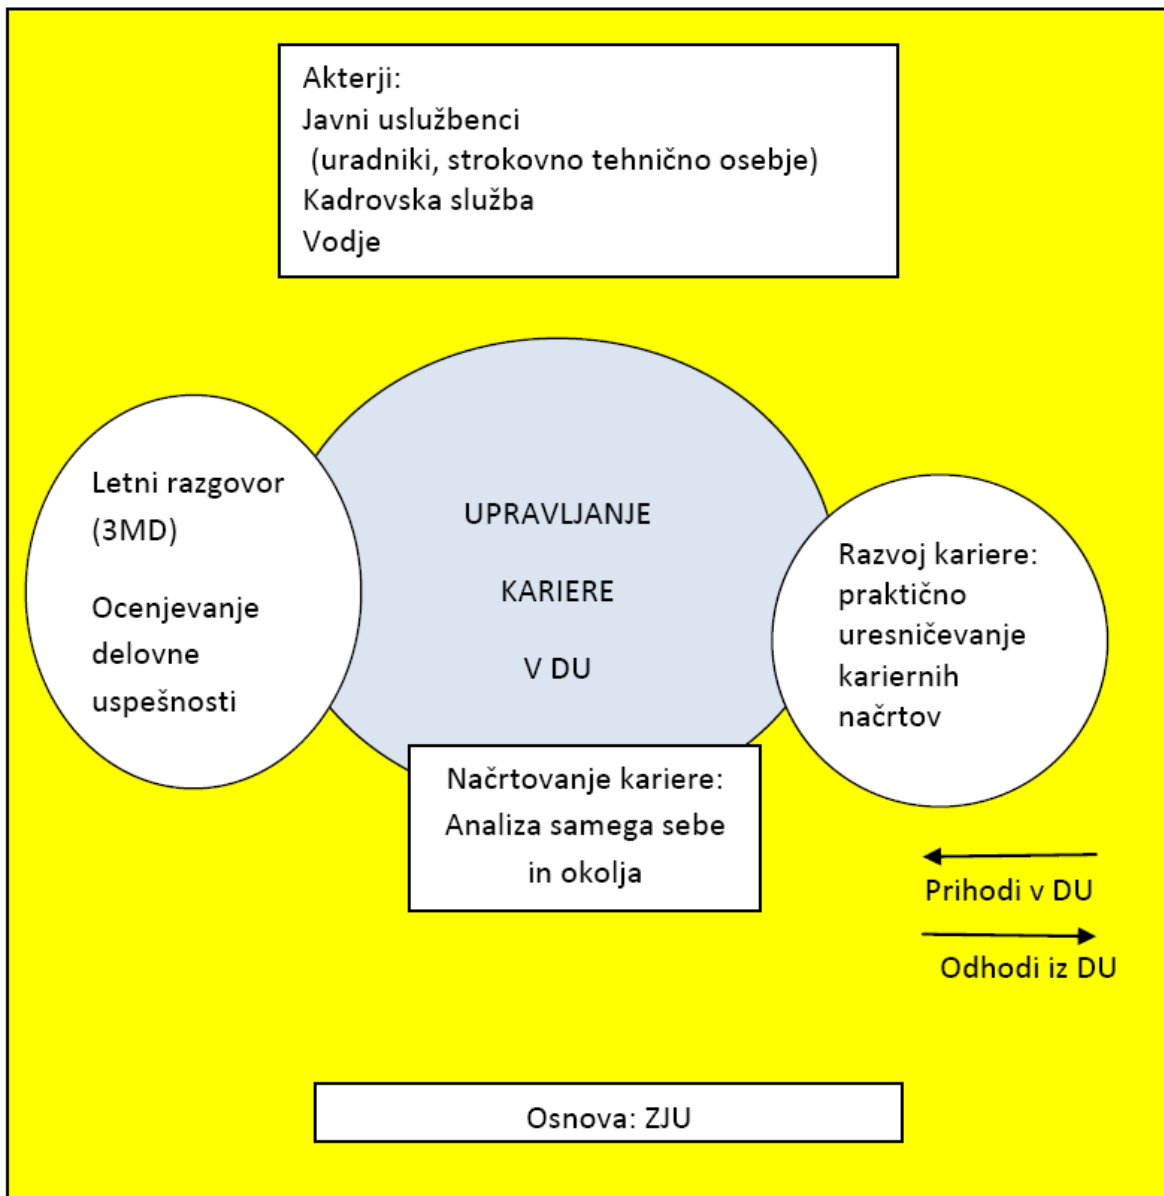 Akterji:
Javni uslužbenci
(uradniki, strokovno tehnično osebje)
Kadrovska služba
Vodje
Letni razgovor
(3MD)
Ocenjevanje
delovne
uspešnosti
UPRAVLJANJE
KARIERE
V DU
Razvoj kariere:
praktično
uresničevanje
kariernih
načrtov
Načrtovanje kariere:
Analiza samega sebe
in okolja
Prihodi v DU
Odhodi iz DU
Osnova: ZJU